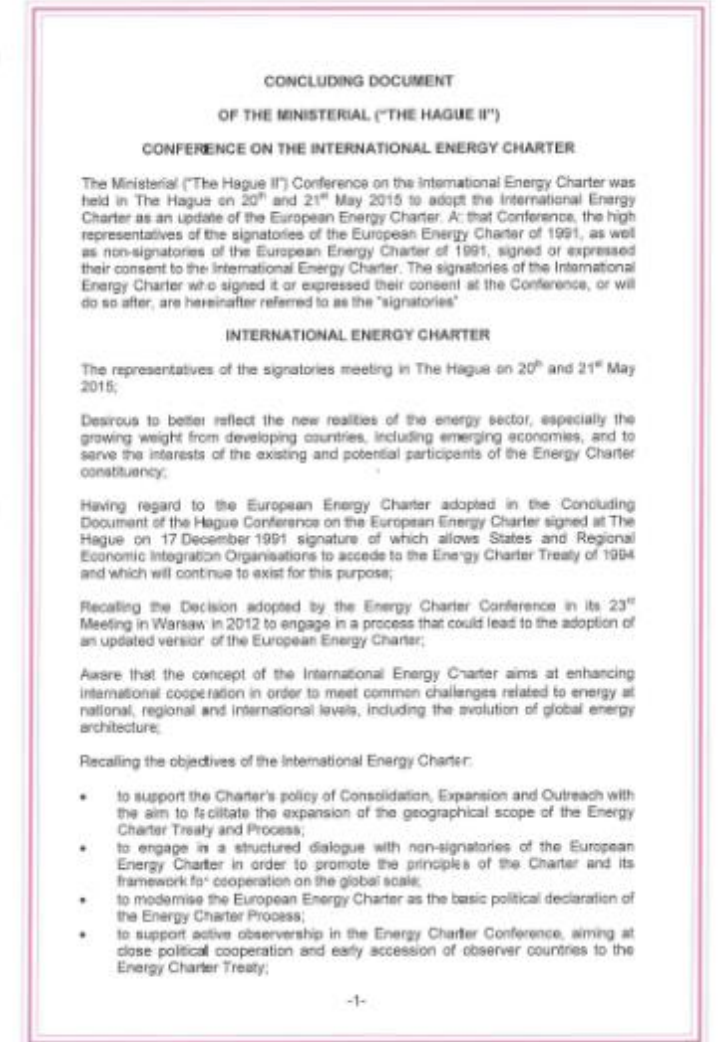 CONCLUDING DOCUMENT
OF THE MINISTERIAL ("THE HAGUE II")
CONFERENCE ON THE INTERNATIONAL ENERGY CHARTER
The Ministerial ("The Hague II") Conference on the International Energy Charter was
held in The Hague on 20th and 21st May 2015 to adopt the International Energy
Charter as an update of the European Energy Charter. At that Conference, the high
representatives of the signatories of the European Energy Charter of 1991, as well
as non-signatories of the European Energy Charter of 1991, signed or expressed
their consent to the International Energy Charter. The signatories of the International
Energy Charter who signed it or expressed their consent at the Conference, or will
do so after, are hereinafter referred to as the "signatories"
INTERNATIONAL ENERGY CHARTER
The representatives of the signatories meeting in The Hague on 20th and 21st May
2015;
Desirous to better reflect the new realities of the energy sector, especially the
growing weight from developing countries, including emerging economies, and to
serve the interests of the existing and potential participants of the Energy Charter
constituency;
Having regard to the European Energy Charter adopted in the Concluding
Document of the Hague Conference on the European Energy Charter signed at The
Hague on 17 December 1991 signature of which allows States and Regional
Economic Integration Organisations to accede to the Energy Charter Treaty of 1994
and which will continue to exist for this purpose;
Recalling the Decision adopted by the Energy Charter Conference in its 23rd
Meeting in Warsaw in 2012 to engage in a process that could lead to the adoption of
an updated version of the European Energy Charter;
Aware that the concept of the International Energy Charter aims at enhancing
international cooperation in order to meet common challenges related to energy at
national, regional and international levels, including the evolution of global energy
architecture;
Recalling the objectives of the International Energy Charter:
• to support the Charter's policy of Consolidation, Expansion and Outreach with
the aim to facilitate the expansion of the geographical scope of the Energy
Charter Treaty and Process;
• to engage in a structured dialogue with non-signatories of the European
Energy Charter in order to promote the principles of the Charter and its
framework for cooperation on the global scale;
• to modernise the European Energy Charter as the basic political declaration of
the Energy Charter Process;
• to support active observership in the Energy Charter Conference, aiming at
close political cooperation and early accession of observer countries to the
Energy Charter Treaty;
-1-